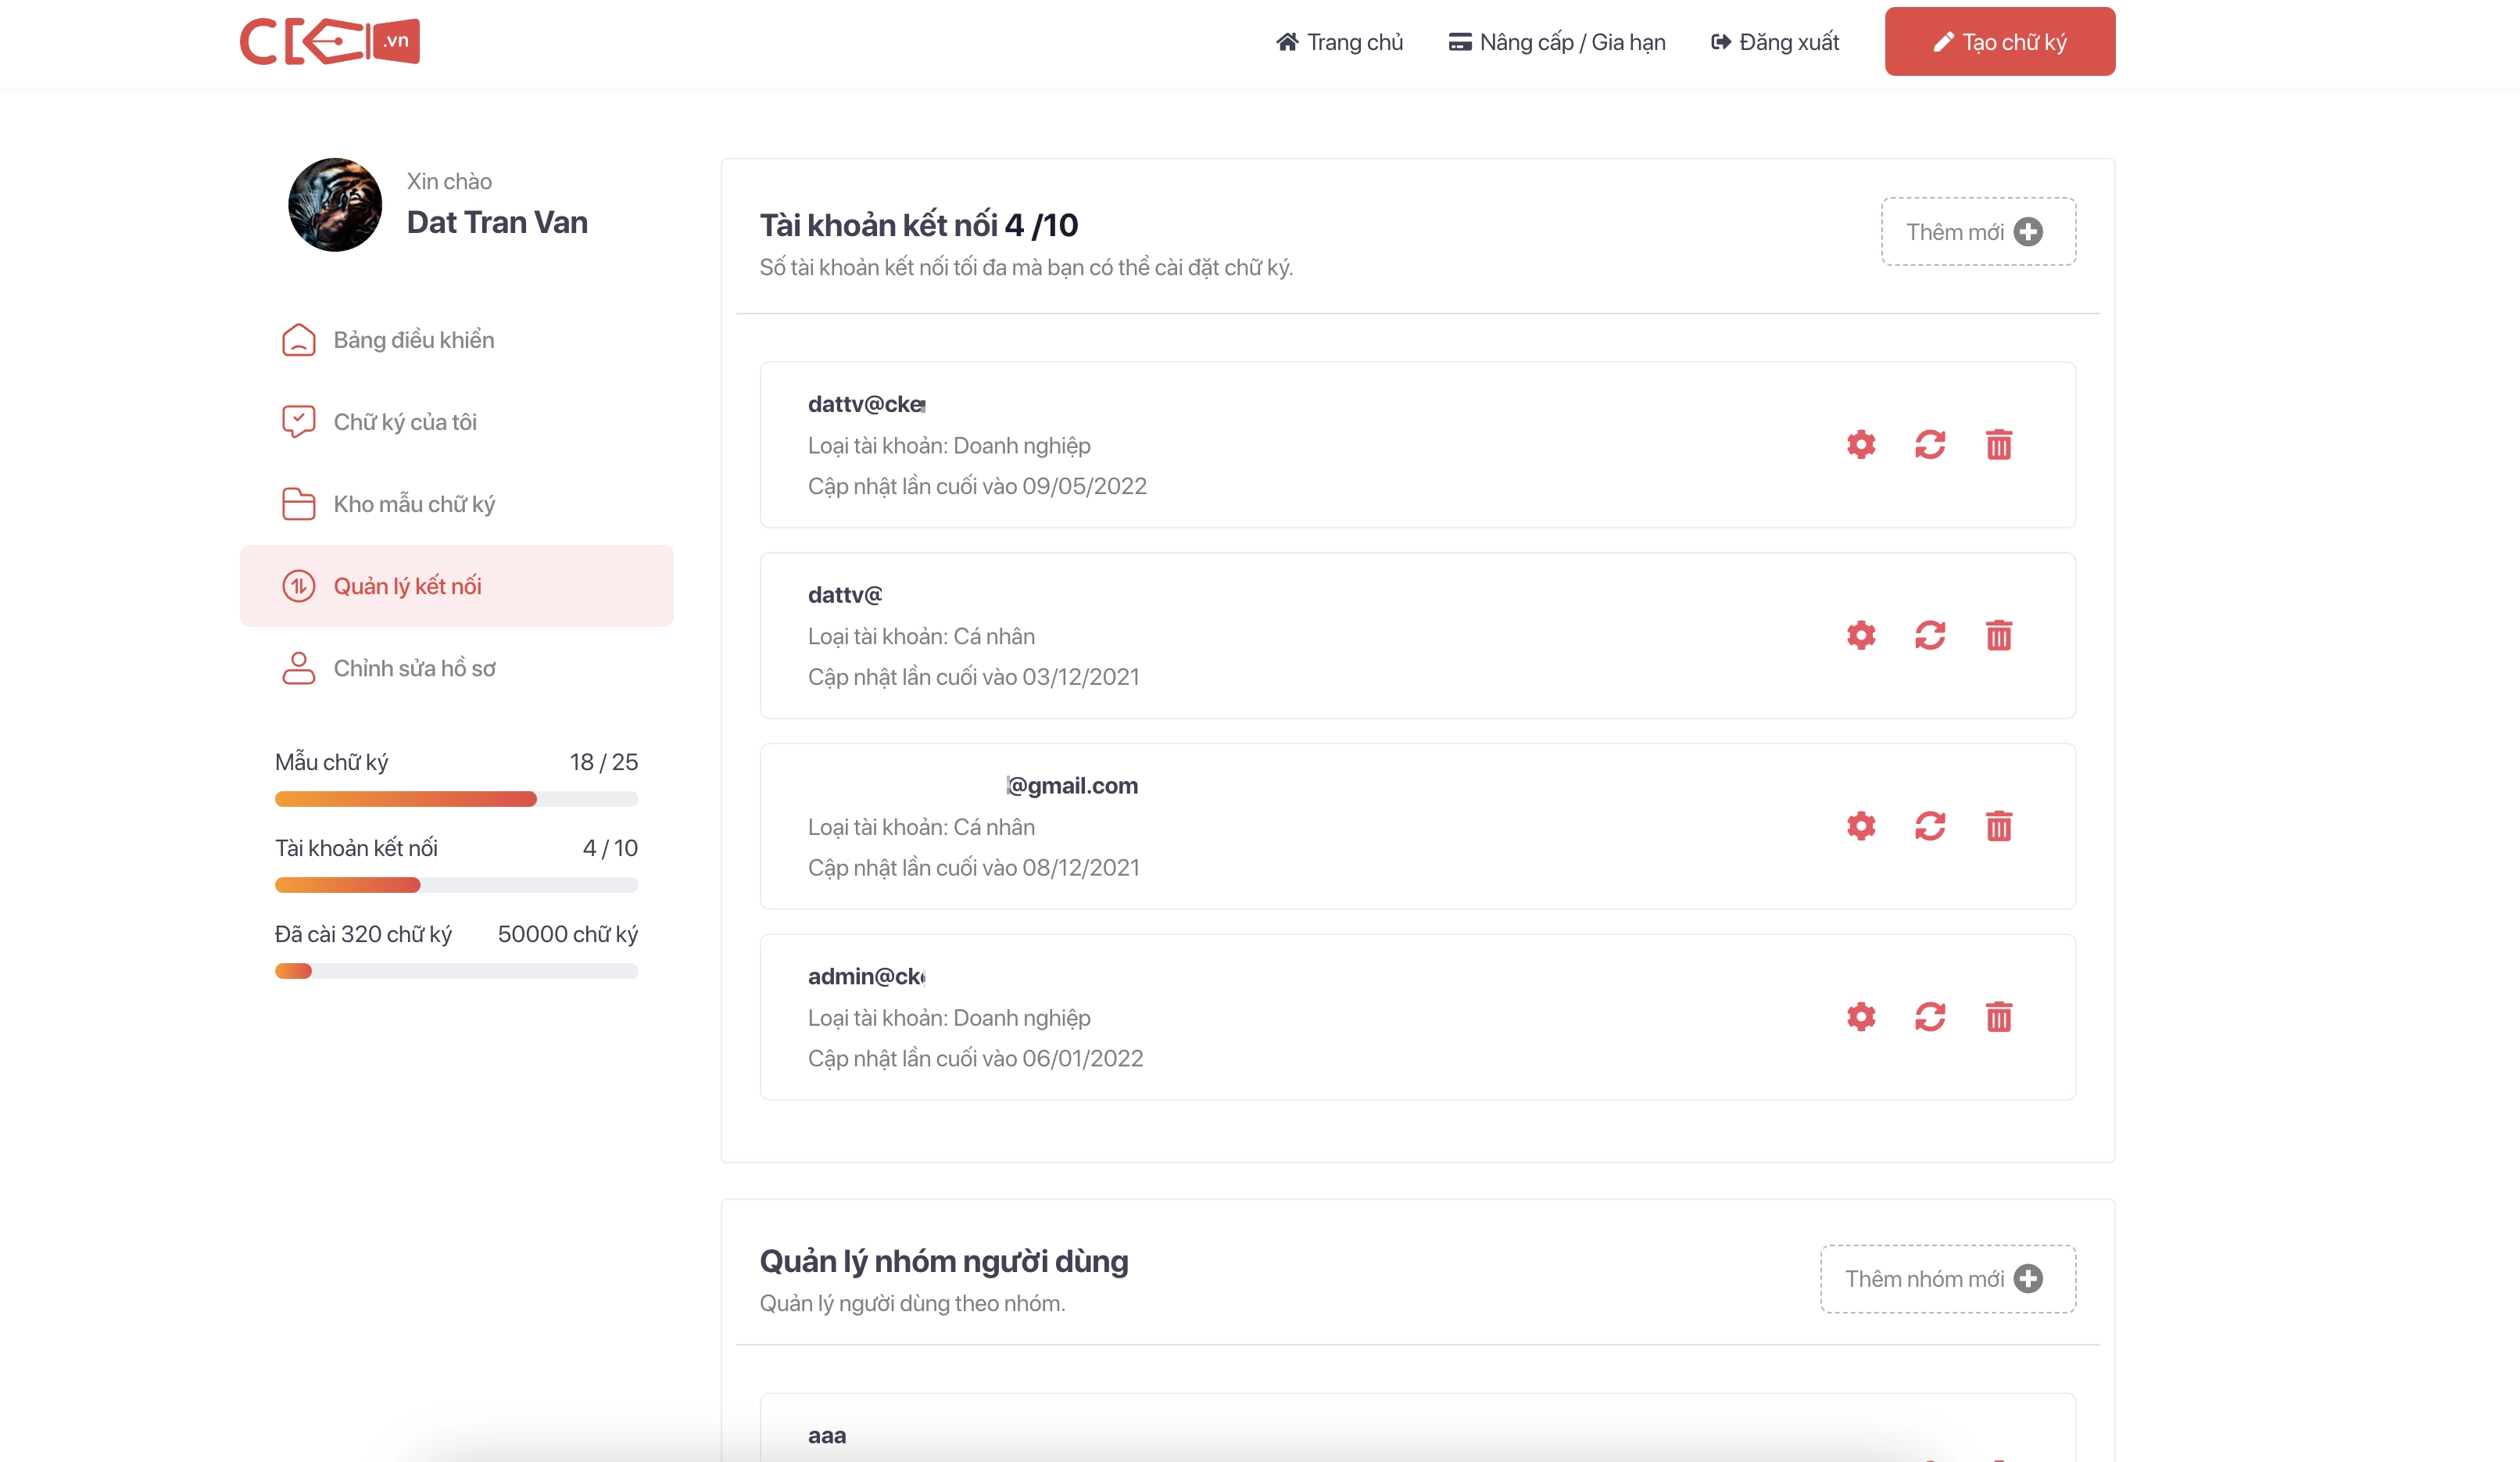 .vn
Trang chủ
Nâng cấp / Gia hạn
Đăng xuất
Tạo chữ ký
Xin chào
Dat Tran Van
Bảng điều khiển
Chữ ký của tôi
Kho mẫu chữ ký
Quản lý kết nối
Chỉnh sửa hồ sơ
Mẫu chữ ký 18 / 25
Tài khoản kết nối 4 / 10
Đã cài 320 chữ ký 50000 chữ ký
Tài khoản kết nối 4 /10
Số tài khoản kết nối tối đa mà bạn có thể cài đặt chữ ký.
Thêm mới
dattv@cke
Loại tài khoản: Doanh nghiệp
Cập nhật lần cuối vào 09/05/2022
dattv@
Loại tài khoản: Cá nhân
Cập nhật lần cuối vào 03/12/2021
@gmail.com
Loại tài khoản: Cá nhân
Cập nhật lần cuối vào 08/12/2021
admin@ck
Loại tài khoản: Doanh nghiệp
Cập nhật lần cuối vào 06/01/2022
Quản lý nhóm người dùng
Quản lý người dùng theo nhóm.
Thêm nhóm mới
aaa